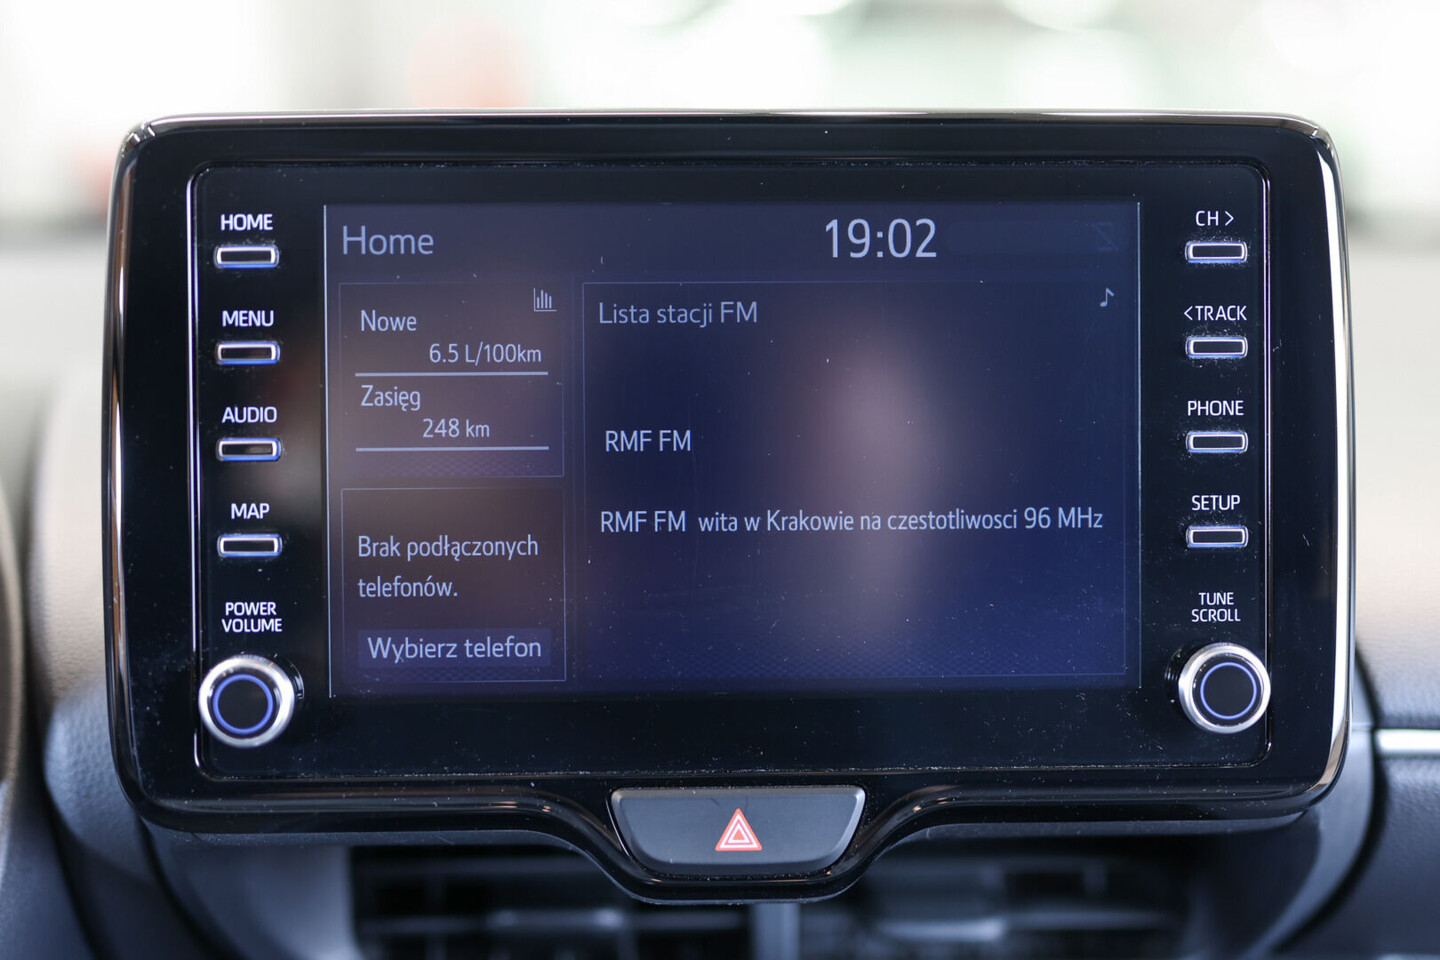 HOME
MENU
AUDIO
MAP
POWER
VOLUME
Home
19:02
Nowe
6.5 L/100km
Zasięg
248 km
Brak podłączonych
telefonów.
Wybierz telefon
Lista stacji FM
RMF FM
RMF FM wita w Krakowie na czestotliwosci 96 MHz
CH >
<TRACK
PHONE
SETUP
TUNE
SCROLL